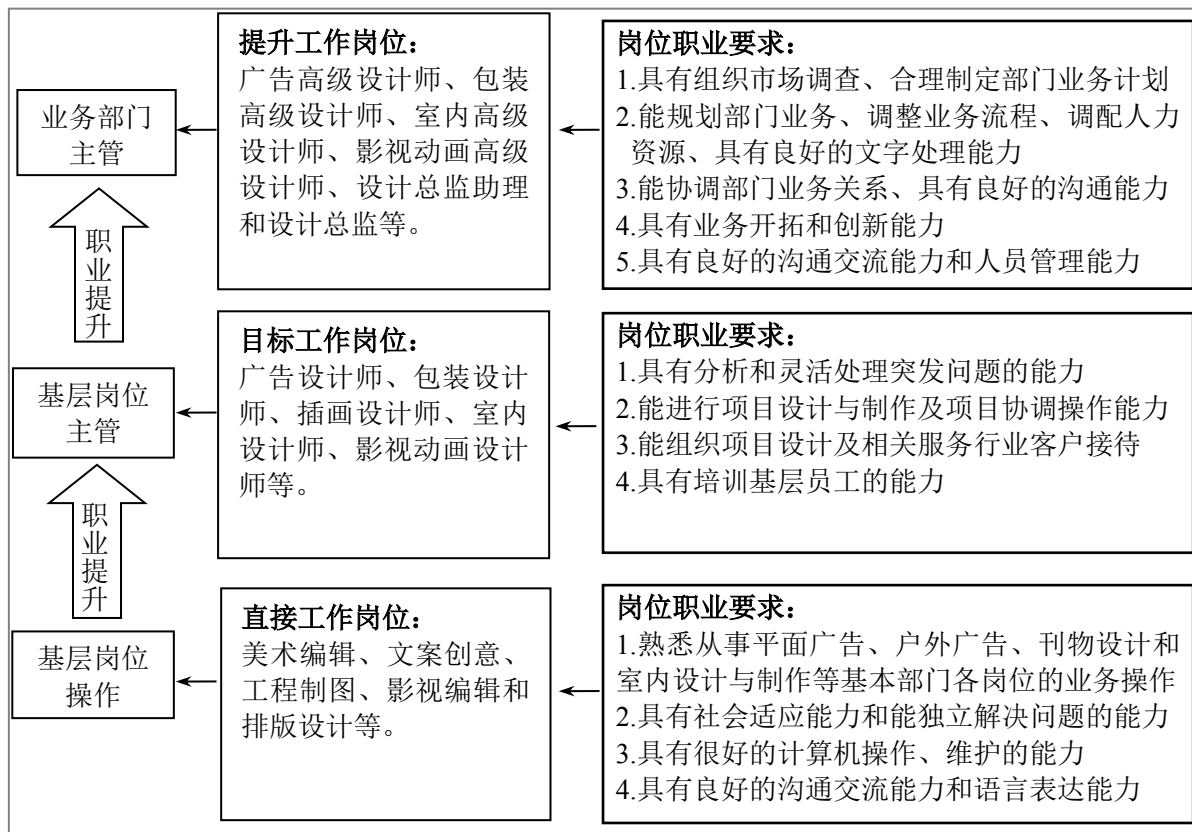 业务部门
主管
提升工作岗位：
广告高级设计师、包装
高级设计师、室内高级
设计师、影视动画高级
设计师、设计总监助理
和设计总监等。
岗位职业要求：
1.具有组织市场调查、合理制定部门业务计划
2.能规划部门业务、调整业务流程、调配人力
资源、具有良好的文字处理能力
3.能协调部门业务关系、具有良好的沟通能力
4.具有业务开拓和创新能力
5.具有良好的沟通交流能力和人员管理能力
职业提升
基层岗位
主管
目标工作岗位：
广告设计师、包装设计
师、插画设计师、室内
设计师、影视动画设计
师等。
岗位职业要求：
1.具有分析和灵活处理突发问题的能力
2.能进行项目设计与制作及项目协调操作能力
3.能组织项目设计及相关服务行业客户接待
4.具有培训基层员工的能力
职业提升
基层岗位
操作
直接工作岗位：
美术编辑、文案创意、
工程制图、影视编辑和
排版设计等。
岗位职业要求：
1.熟悉从事平面广告、户外广告、刊物设计和
室内设计与制作等基本部门各岗位的业务操作
2.具有社会适应能力和能独立解决问题的能力
3.具有很好的计算机操作、维护的能力
4.具有良好的沟通交流能力和语言表达能力